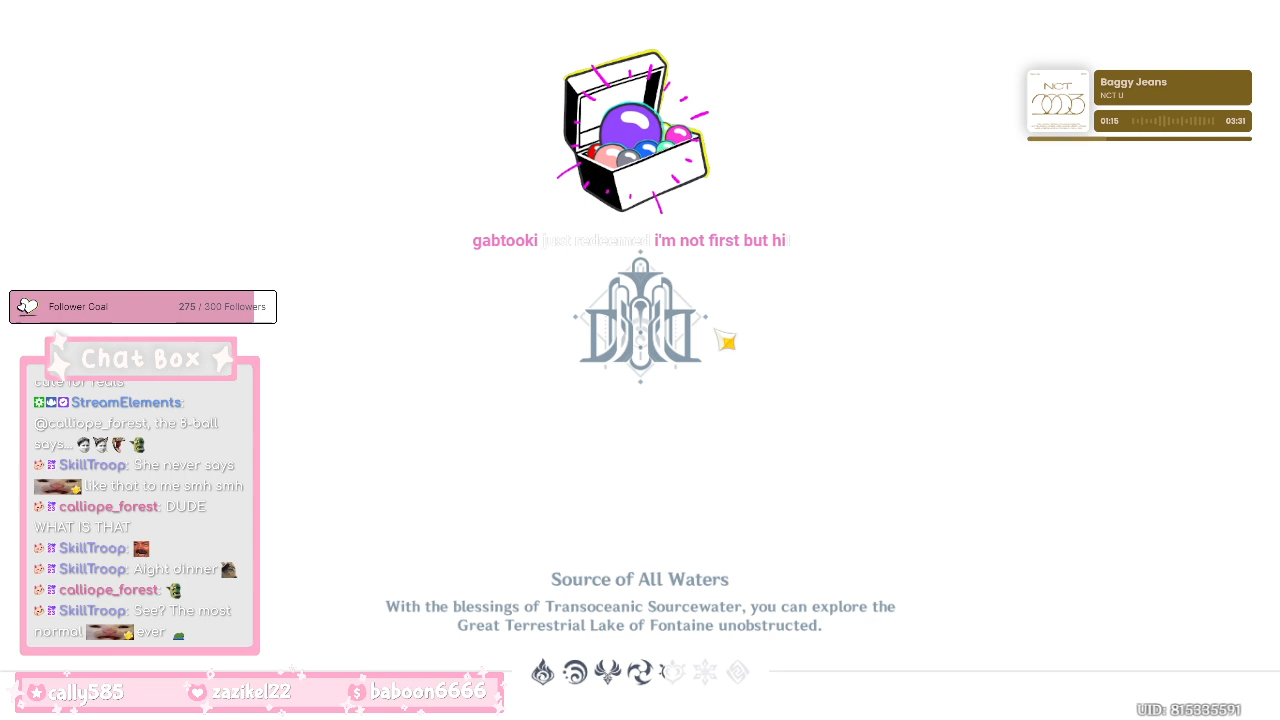 NCT
Baggy Jeans
NCT U
01:15
03:31
gabtooki just redeemed i'm not first but hi
Follower Goal
275 / 300 Followers
Chat Box
cute for reals
StreamElements:
@calliope_forest, the 8-ball
says...
SkillTroop: She never says
like that to me smh smh
calliope_forest: DUDE
WHAT IS THAT
SkillTroop:
SkillTroop: Aight dinner
calliope_forest:
SkillTroop: See? The most
normal ever
Source of All Waters
With the blessings of Transoceanic Sourcewater, you can explore the
Great Terrestrial Lake of Fontaine unobstructed.
cally585
zazikel22
baboon6666
UID: 815335591